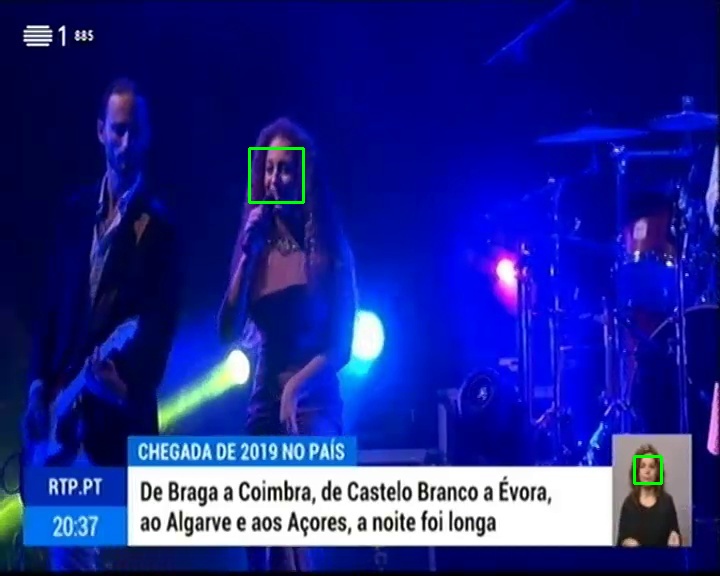 1 885
CHEGADA DE 2019 NO PAÍS
RTP.PT
De Braga a Coimbra, de Castelo Branco a Évora,
20:37
ao Algarve e aos Açores, a noite foi longa